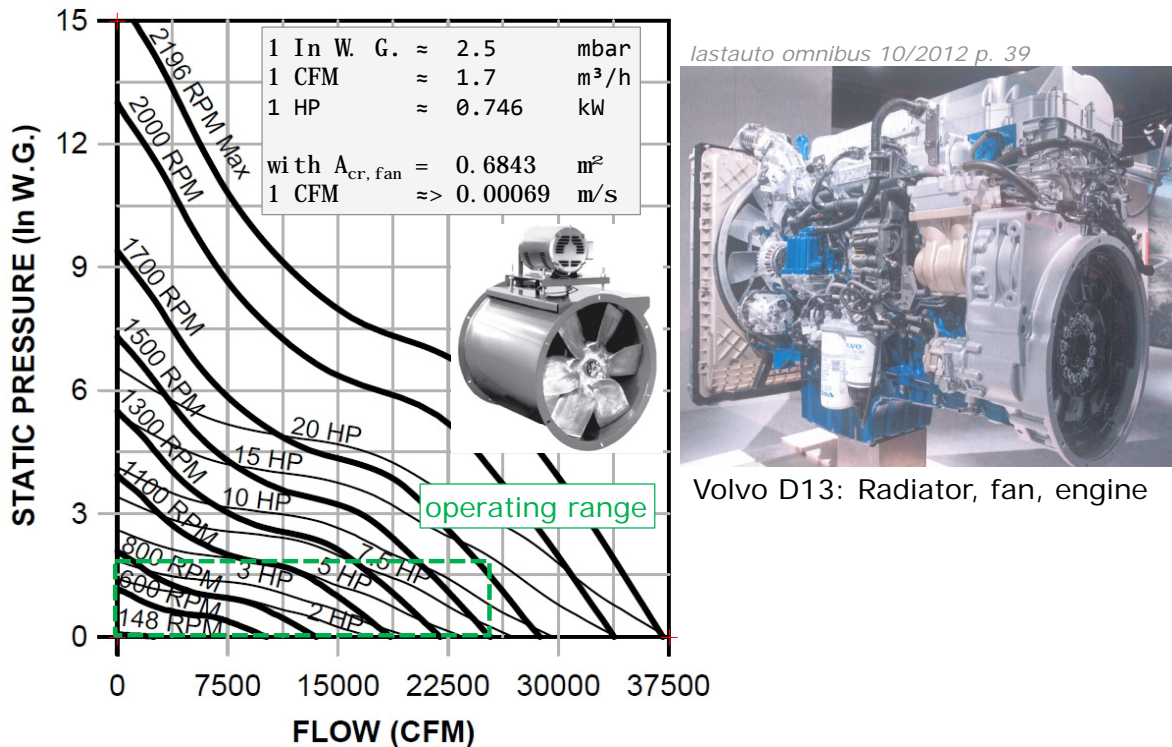 15
12
9
6
3
0
STATIC PRESSURE (In W.G.)
1 In W. G. ≈ 2.5 mbar
1 CFM ≈ 1.7 m³/h
1 HP ≈ 0.746 kW
with A_cr,fan = 0.6843 m²
1 CFM ≈> 0.00069 m/s
2196 RPM Max
2000 RPM
1700 RPM
1500 RPM
1300 RPM
1100 RPM
800 RPM
600 RPM
148 RPM
20 HP
15 HP
10 HP
7.5 HP
5 HP
3 HP
2 HP
operating range
0 7500 15000 22500 30000 37500
FLOW (CFM)
lastauto omnibus 10/2012 p. 39
VOLVO
Volvo D13: Radiator, fan, engine